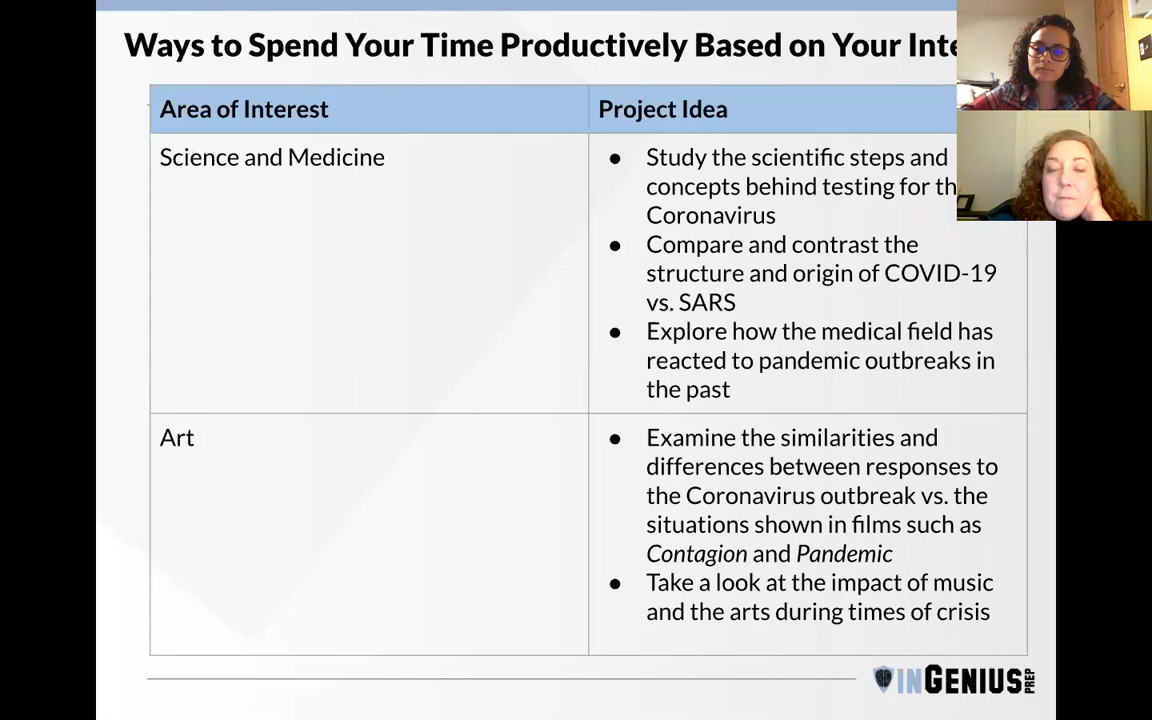 Ways to Spend Your Time Productively Based on Your
Area of Interest
Project Idea
Science and Medicine
● Study the scientific steps and
concepts behind testing for
Coronavirus
● Compare and contrast the
structure and origin of COVID-19
vs. SARS
● Explore how the medical field has
reacted to pandemic outbreaks in
the past
Art
● Examine the similarities and
differences between responses to
the Coronavirus outbreak vs. the
situations shown in films such as
Contagion and Pandemic
● Take a look at the impact of music
and the arts during times of crisis
INGENIUS PREP